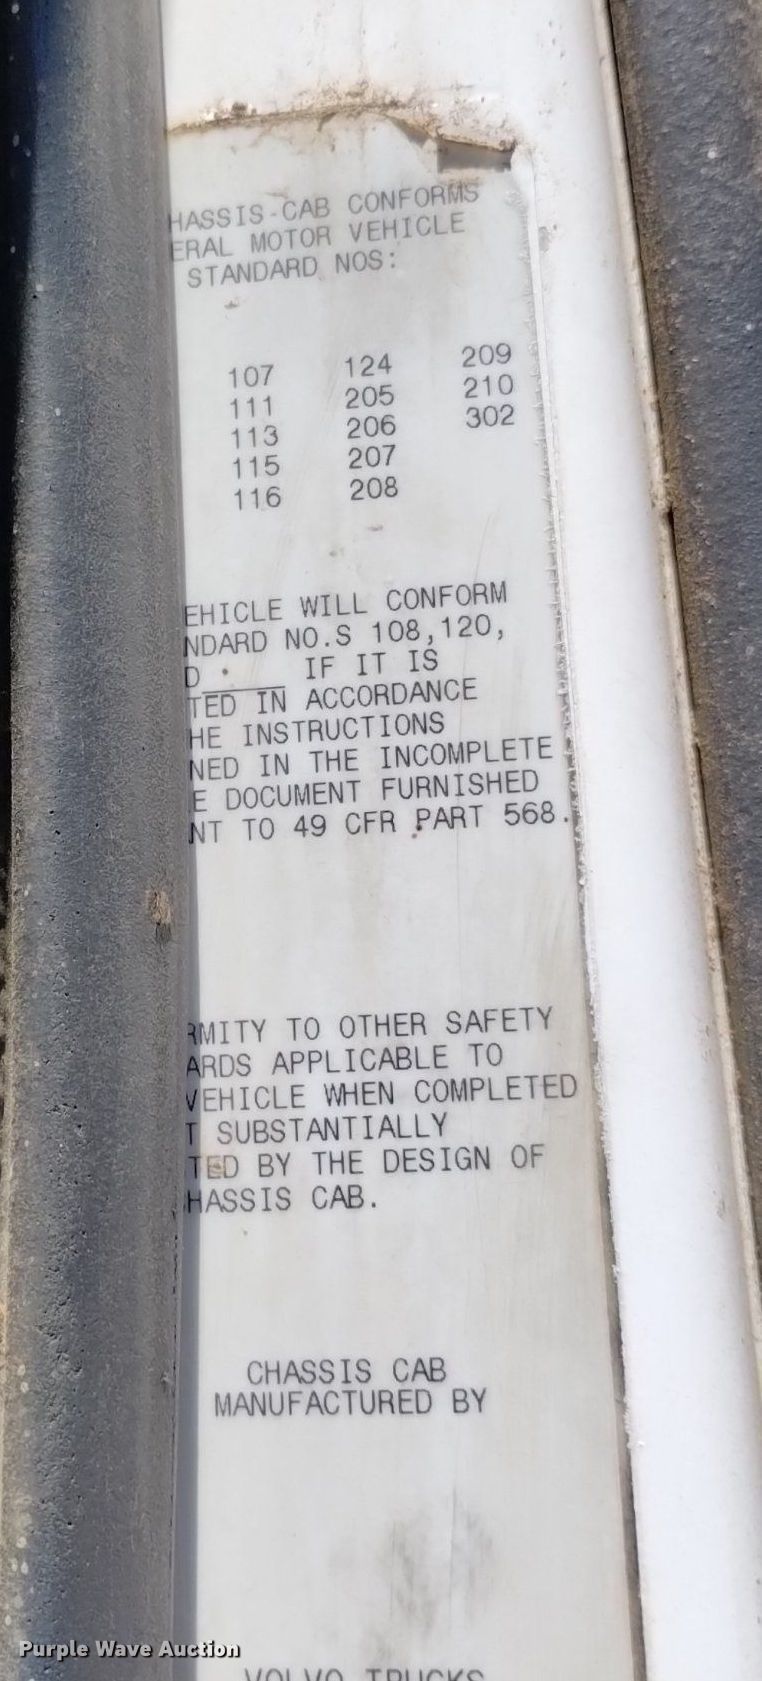 HASSIS-CAB CONFORMS
ERAL MOTOR VEHICLE
STANDARD NOS:
107 124 209
111 205 210
113 206 302
115 207
116 208
EHICLE WILL CONFORM
NDARD NO.S 108,120,
D ____ IF IT IS
TED IN ACCORDANCE
HE INSTRUCTIONS
NED IN THE INCOMPLETE
E DOCUMENT FURNISHED
NT TO 49 CFR PART 568.
RMITY TO OTHER SAFETY
ARDS APPLICABLE TO
VEHICLE WHEN COMPLETED
T SUBSTANTIALLY
TED BY THE DESIGN OF
HASSIS CAB.
CHASSIS CAB
MANUFACTURED BY
VOLVO TRUCKS
Purple Wave Auction